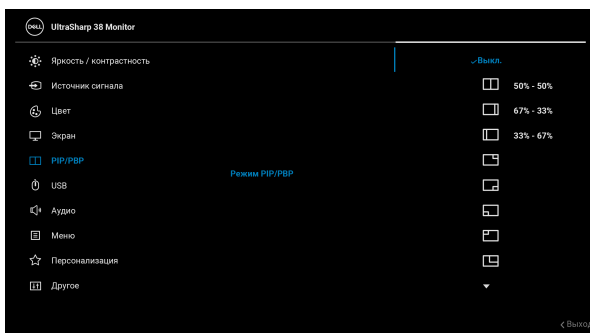 DELL UltraSharp 38 Monitor
Яркость / контрастность
Выкл.
Источник сигнала
50% - 50%
Цвет
67% - 33%
Экран
33% - 67%
PIP/PBP
Режим PIP/PBP
USB
Аудио
Меню
Персонализация
Другое
Выход